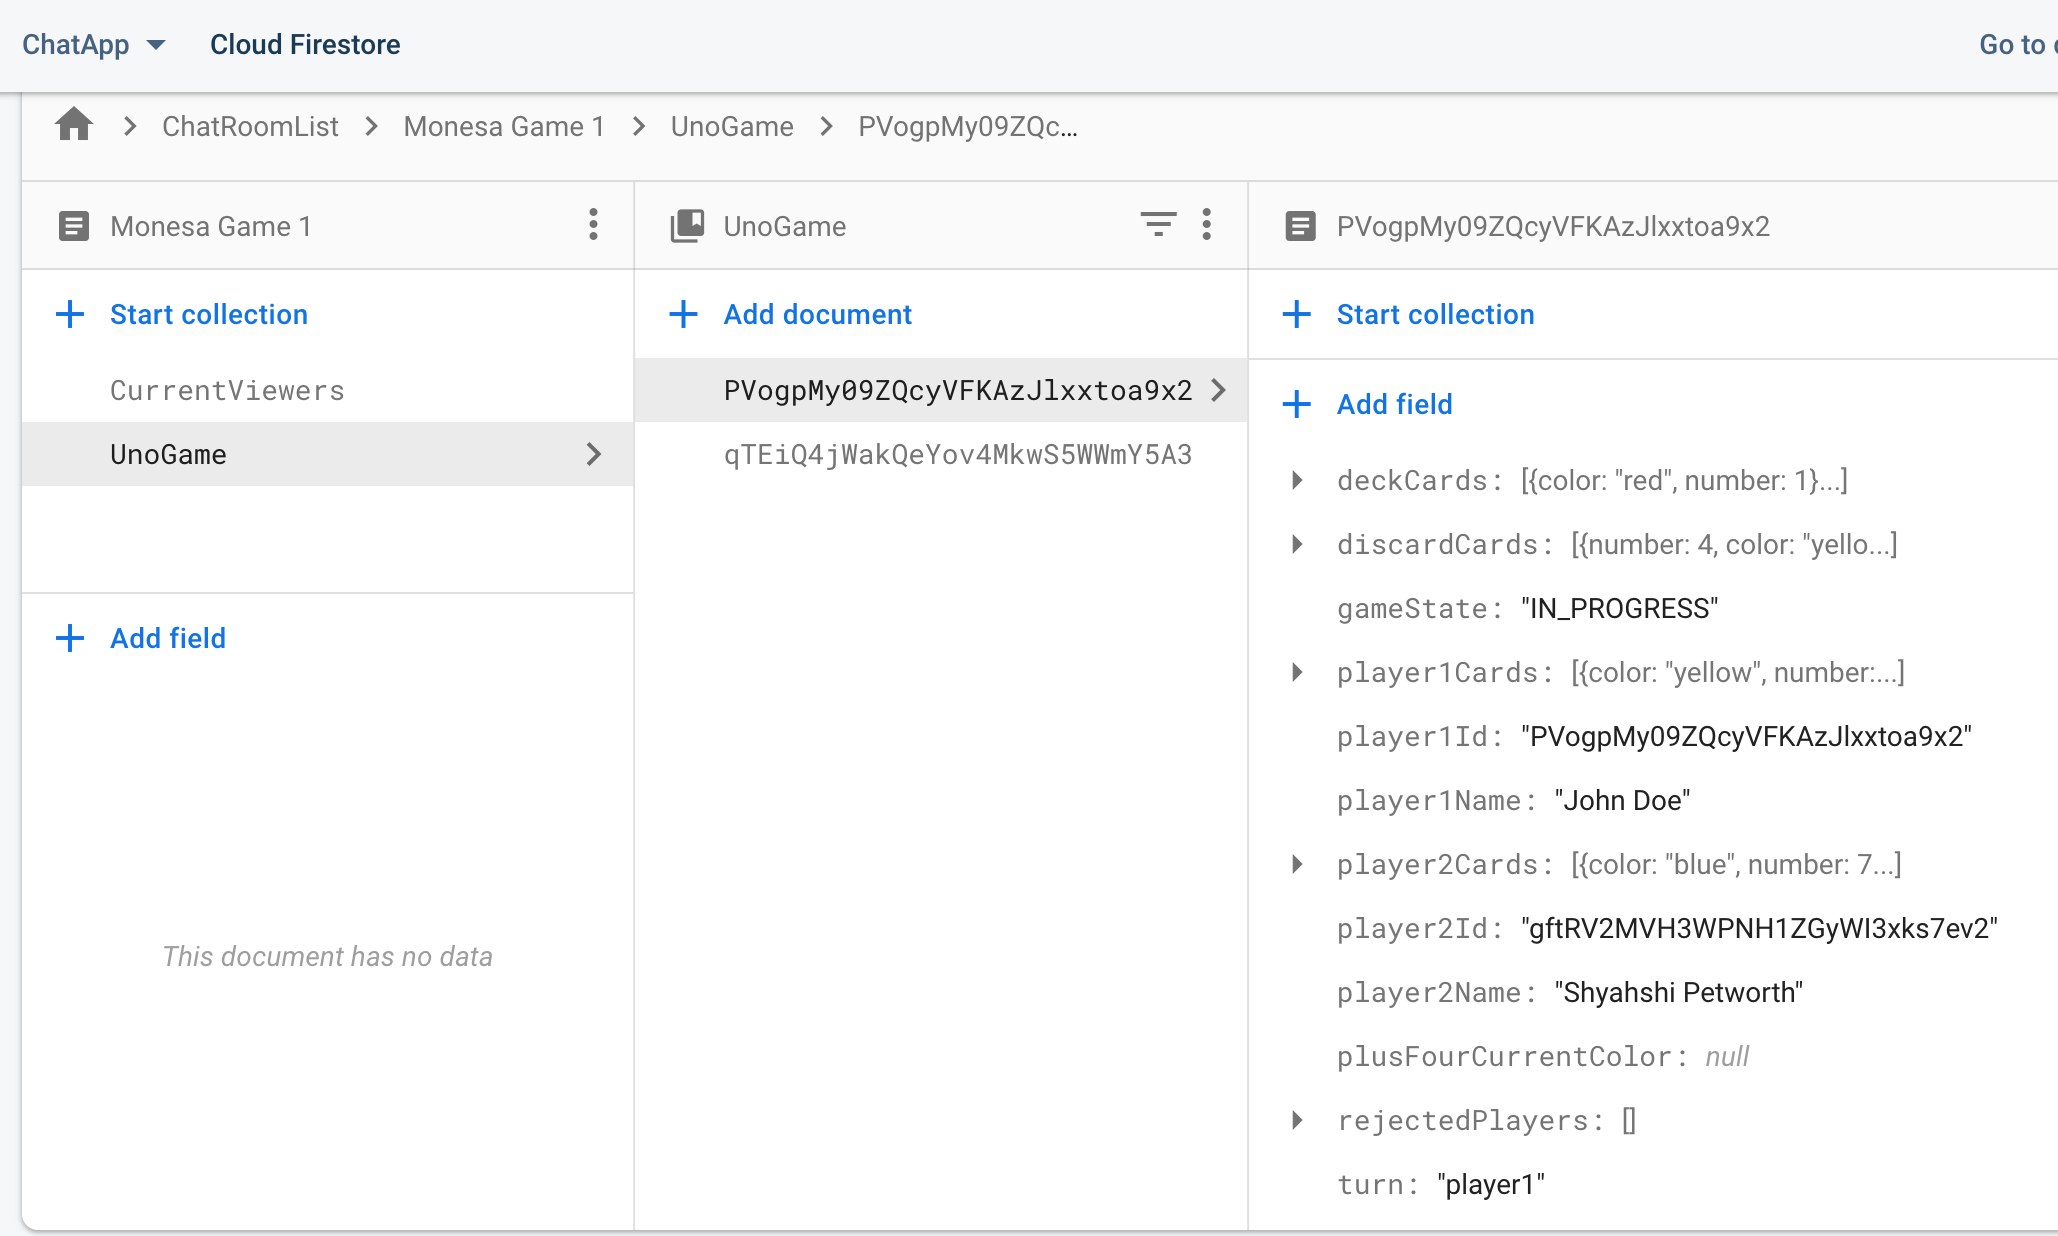 ChatApp
Cloud Firestore
Go to
ChatRoomList
Monesa Game 1
UnoGame
PVogpMy09ZQc...
Monesa Game 1
Start collection
CurrentViewers
UnoGame
Add field
This document has no data
UnoGame
Add document
PVogpMy09ZQcyVFKAzJlxxtoa9x2
qTEiQ4jWakQeYov4MkwS5WWmY5A3
PVogpMy09ZQcyVFKAzJlxxtoa9x2
Start collection
Add field
deckCards: [{color: "red", number: 1}...]
discardCards: [{number: 4, color: "yello...]
gameState: "IN_PROGRESS"
player1Cards: [{color: "yellow", number:...]
player1Id: "PVogpMy09ZQcyVFKAzJlxxtoa9x2"
player1Name: "John Doe"
player2Cards: [{color: "blue", number: 7...]
player2Id: "gftRV2MVH3WPNH1ZGyWI3xks7ev2"
player2Name: "Shyahshi Petworth"
plusFourCurrentColor: null
rejectedPlayers: []
turn: "player1"